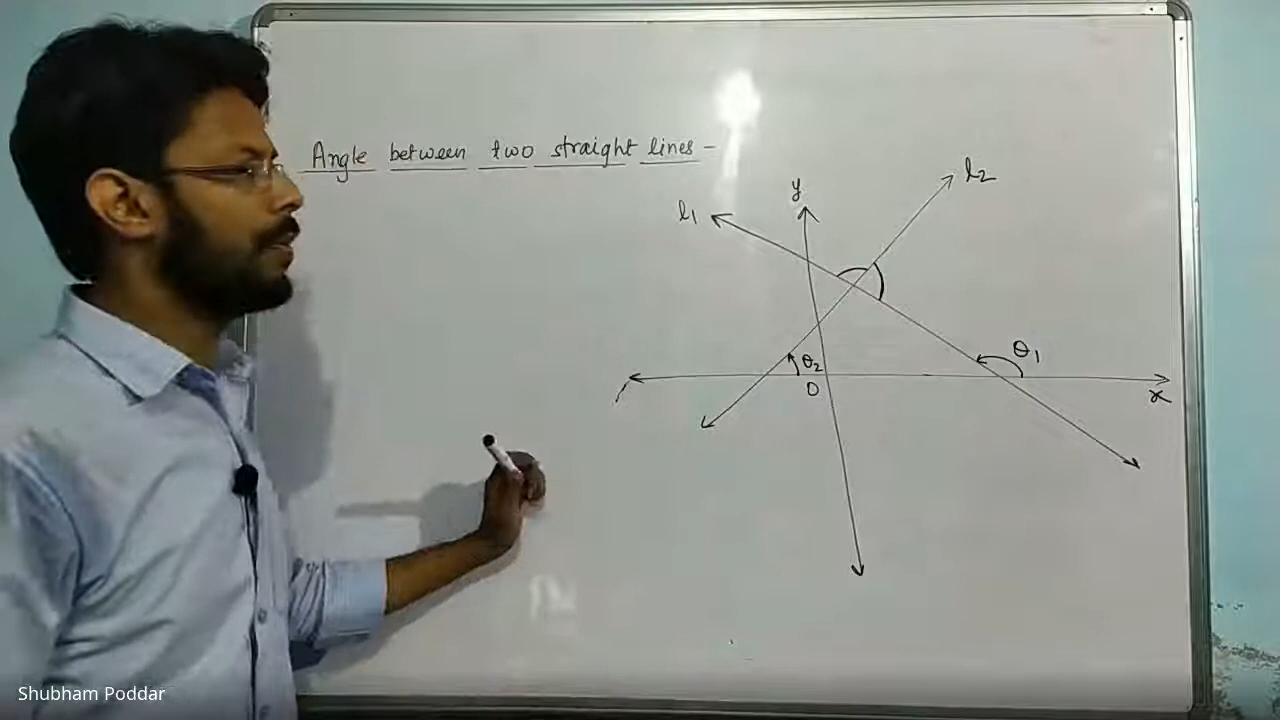 Angle between two straight lines -
l₂
y
l₁
θ₁
θ₂
O
x
Shubham Poddar